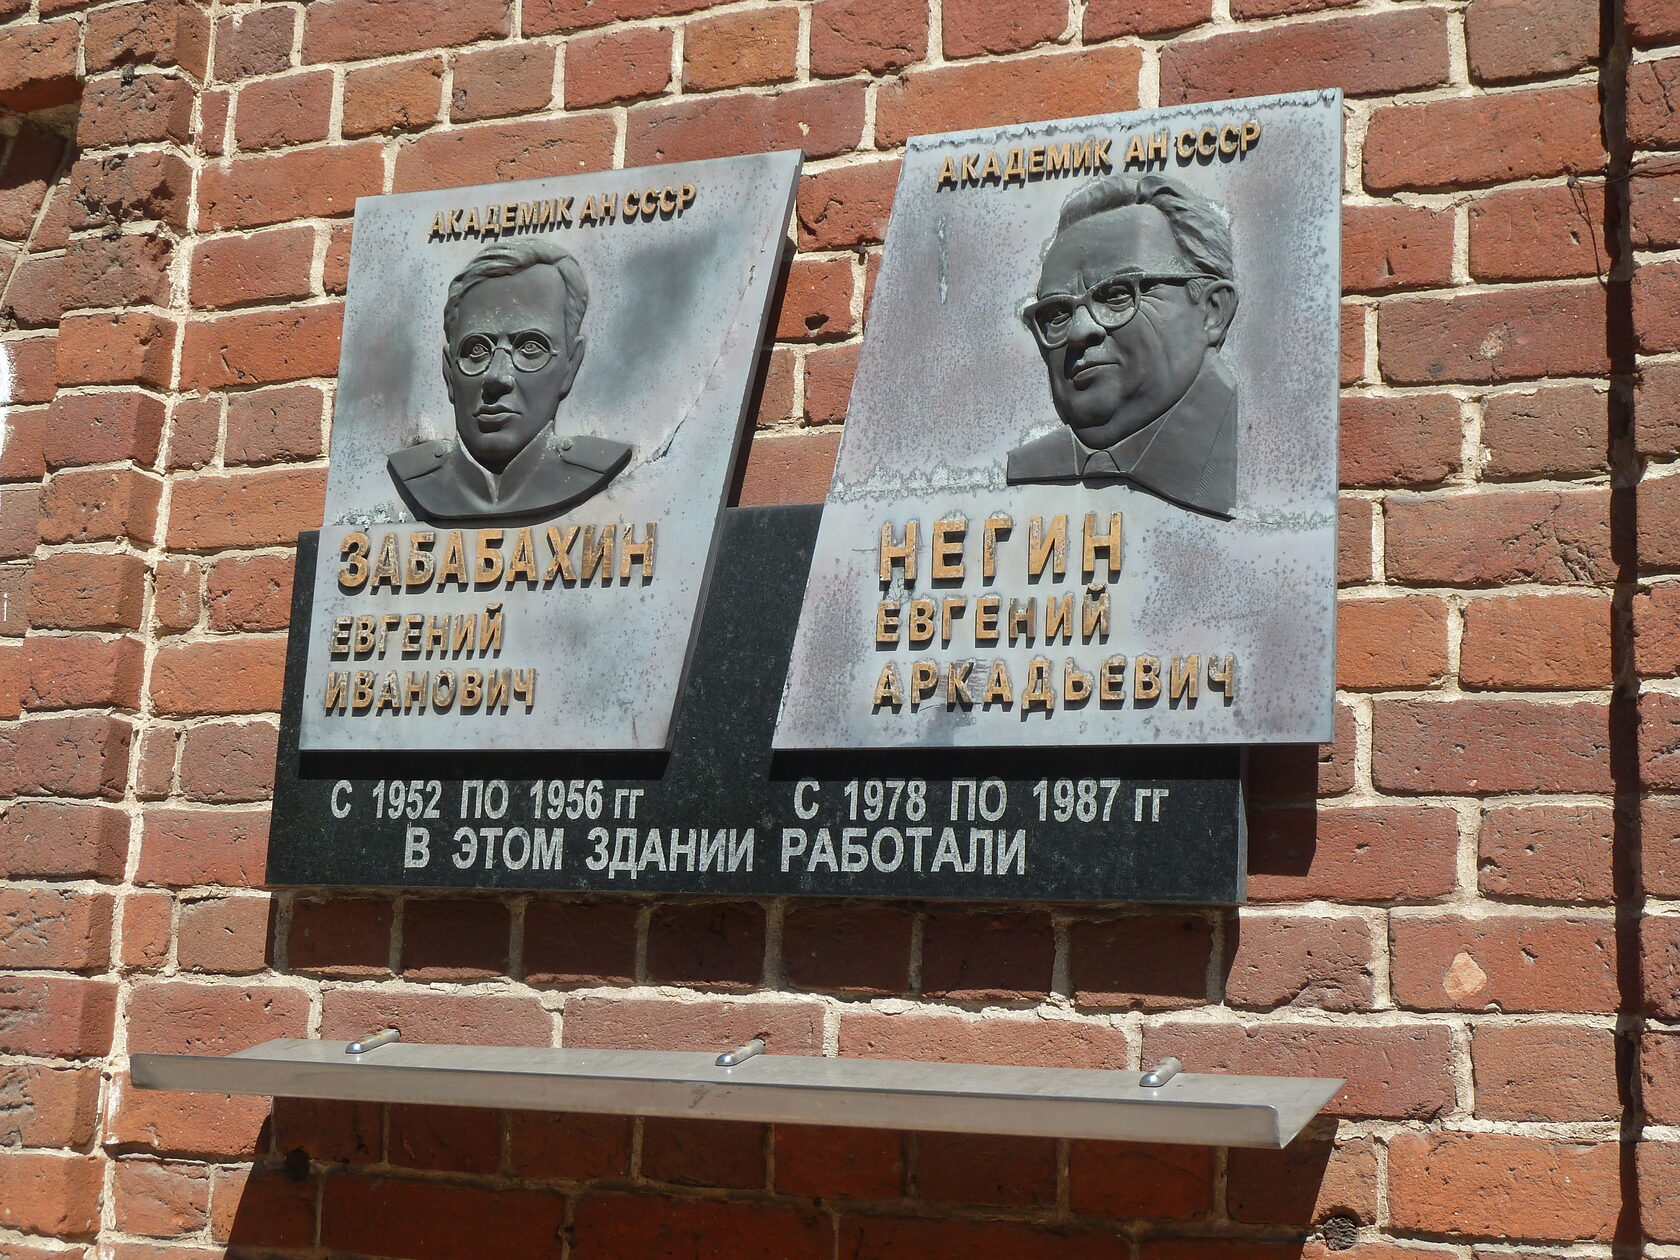 АКАДЕМИК АН СССР
ЗАБАБАХИН
ЕВГЕНИЙ
ИВАНОВИЧ
АКАДЕМИК АН СССР
НЕГИН
ЕВГЕНИЙ
АРКАДЬЕВИЧ
С 1952 ПО 1956 гг
С 1978 ПО 1987 гг
В ЭТОМ ЗДАНИИ РАБОТАЛИ